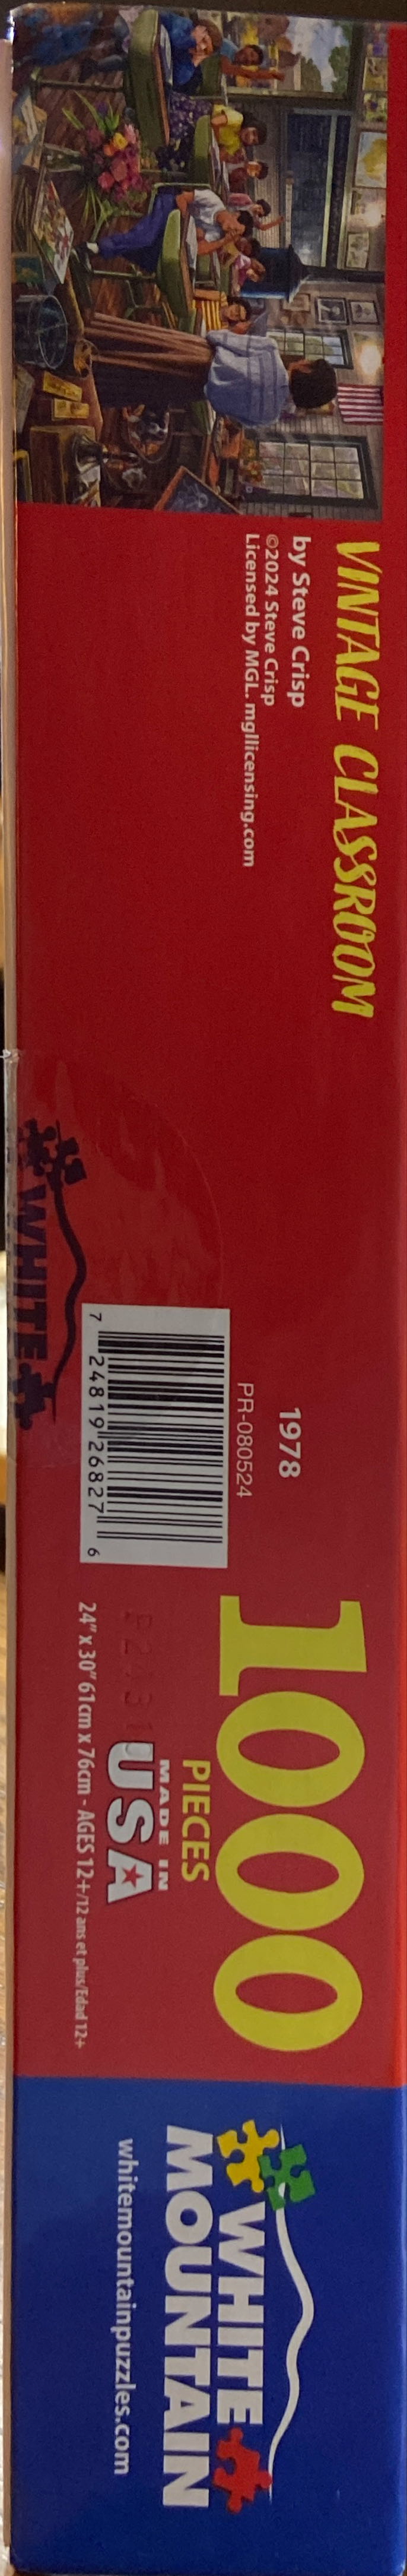 VINTAGE CLASSROOM
by Steve Crisp
©2024 Steve Crisp
Licensed by MGL. mgllicensing.com
WHITE
1978
PR-080524
7 24819 26827 6
1000
PIECES
MADE IN
USA
24" x 30" 61cm x 76cm - AGES 12+/12 ans et plus/Edad 12+
WHITE
MOUNTAIN
whitemountainpuzzles.com